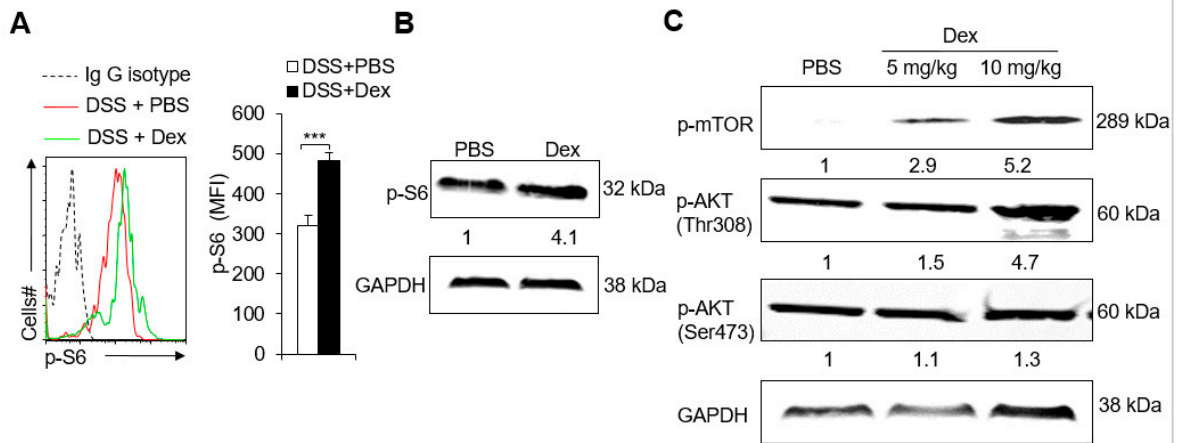 A
Ig G isotype
DSS + PBS
DSS + Dex
Cells#
p-S6
DSS+PBS
DSS+Dex
***
p-S6 (MFI)
600
500
400
300
200
100
0
B
PBS Dex
p-S6 32 kDa
1 4.1
GAPDH 38 kDa
C
Dex
PBS 5 mg/kg 10 mg/kg
p-mTOR 289 kDa
1 2.9 5.2
p-AKT
(Thr308) 60 kDa
1 1.5 4.7
p-AKT
(Ser473) 60 kDa
1 1.1 1.3
GAPDH 38 kDa